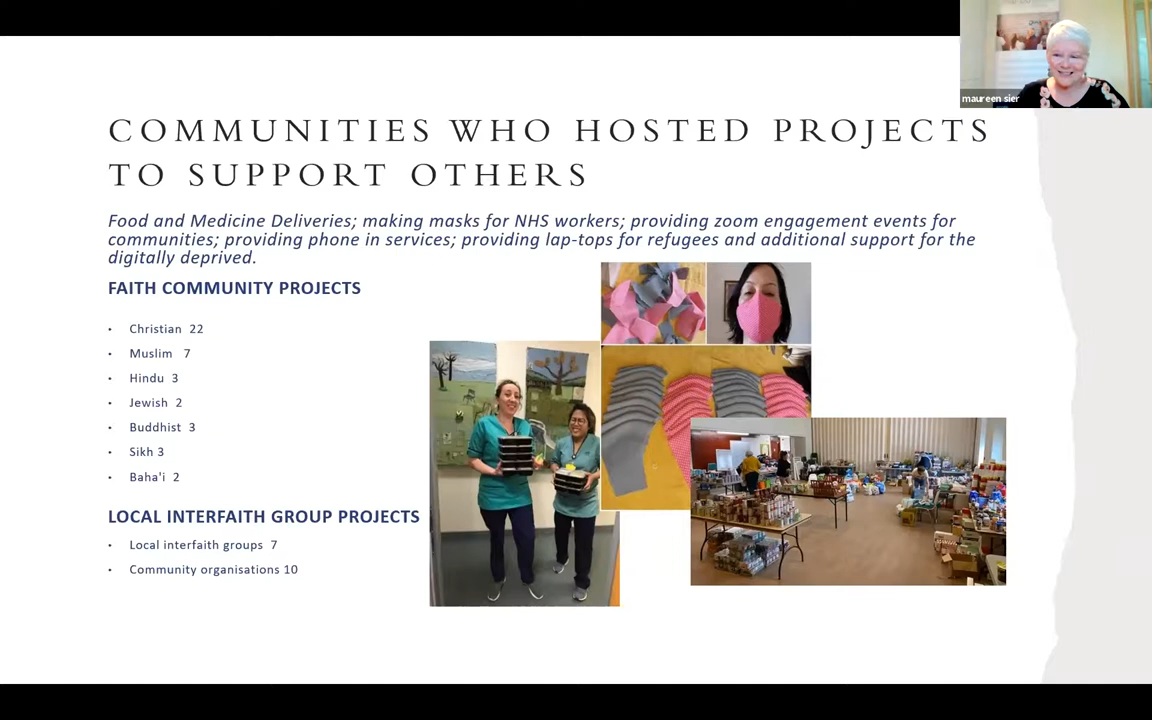 maureen sier
COMMUNITIES WHO HOSTED PROJECTS
TO SUPPORT OTHERS
Food and Medicine Deliveries; making masks for NHS workers; providing zoom engagement events for
communities; providing phone in services; providing lap-tops for refugees and additional support for the
digitally deprived.
FAITH COMMUNITY PROJECTS
• Christian 22
• Muslim 7
• Hindu 3
• Jewish 2
• Buddhist 3
• Sikh 3
• Baha'i 2
LOCAL INTERFAITH GROUP PROJECTS
• Local interfaith groups 7
• Community organisations 10